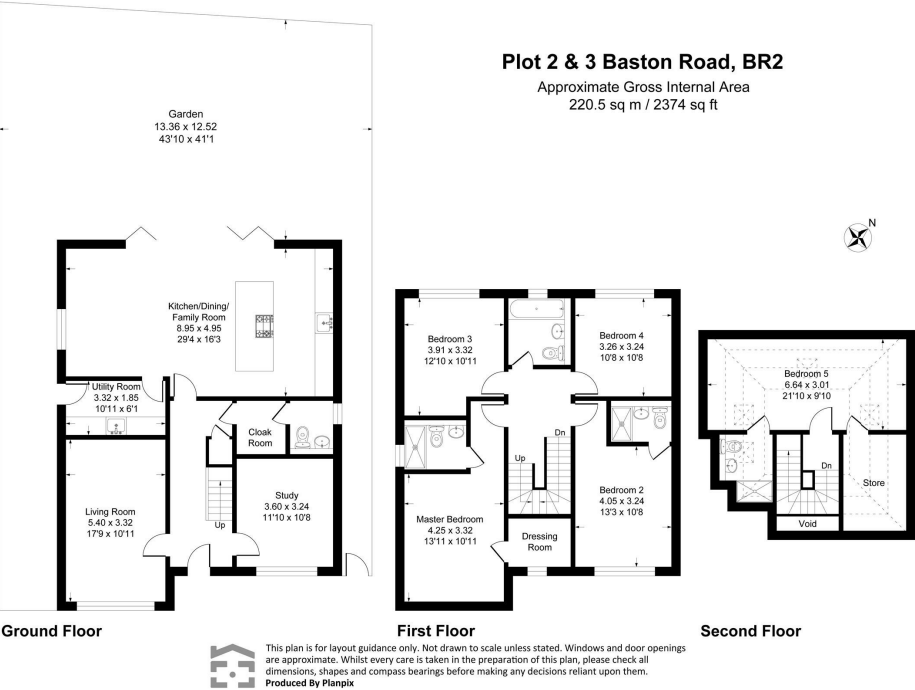 Plot 2 & 3 Baston Road, BR2
Approximate Gross Internal Area
220.5 sq m / 2374 sq ft
Garden
13.36 x 12.52
43'10 x 41'1
N
Kitchen/Dining/
Family Room
8.95 x 4.95
29'4 x 16'3
Utility Room
3.32 x 1.85
10'11 x 6'1
Cloak
Room
Living Room
5.40 x 3.32
17'9 x 10'11
Study
3.60 x 3.24
11'10 x 10'8
Up
Ground Floor
Bedroom 3
3.91 x 3.32
12'10 x 10'11
Bedroom 4
3.26 x 3.24
10'8 x 10'8
Up
Dn
Master Bedroom
4.25 x 3.32
13'11 x 10'11
Dressing
Room
Bedroom 2
4.05 x 3.24
13'3 x 10'8
First Floor
Bedroom 5
6.64 x 3.01
21'10 x 9'10
Dn
Store
Void
Second Floor
This plan is for layout guidance only. Not drawn to scale unless stated. Windows and door openings
are approximate. Whilst every care is taken in the preparation of this plan, please check all
dimensions, shapes and compass bearings before making any decisions reliant upon them.
Produced By Planpix